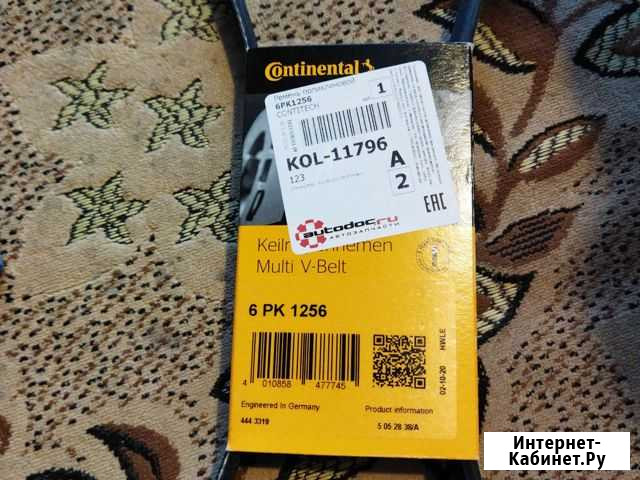 Continental
Ремень поликлиновой
6PK1256
CONTITECH
1
KOL-11796
123
A
2
EAC
autodoc.ru
АВТОЗАПЧАСТИ
Multi V-Belt
6 PK 1256
4 010858 477745
02-10-20 HWLE
Engineered In Germany
Product information
444 3319
5 05 28 38/A
Интернет-
Кабинет.Ру